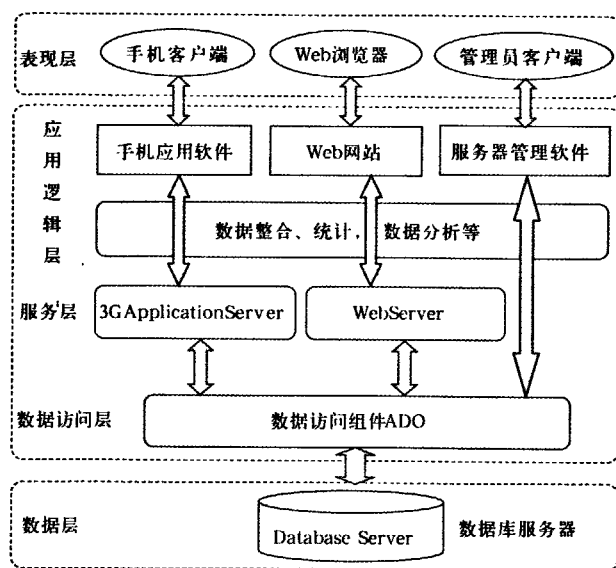 表现层
手机客户端
Web浏览器
管理员客户端
应用逻辑层
手机应用软件
Web网站
服务器管理软件
数据整合、统计, 数据分析等
服务层
3GApplicationServer
WebServer
数据访问层
数据访问组件ADO
数据层
Database Server
数据库服务器